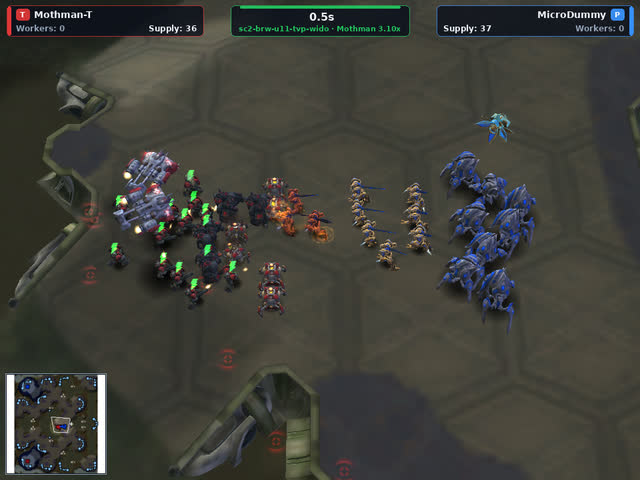 T Mothman-T
Workers: 0 Supply: 36
0.5s
sc2-brw-u11-tvp-wido · Mothman 3.10x
MicroDummy P
Supply: 37 Workers: 0